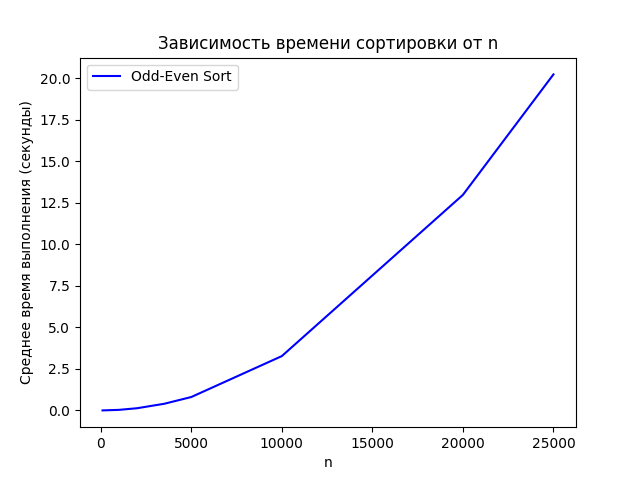 Зависимость времени сортировки от n
Odd-Even Sort
Среднее время выполнения (секунды)
20.0
17.5
15.0
12.5
10.0
7.5
5.0
2.5
0.0
0 5000 10000 15000 20000 25000
n